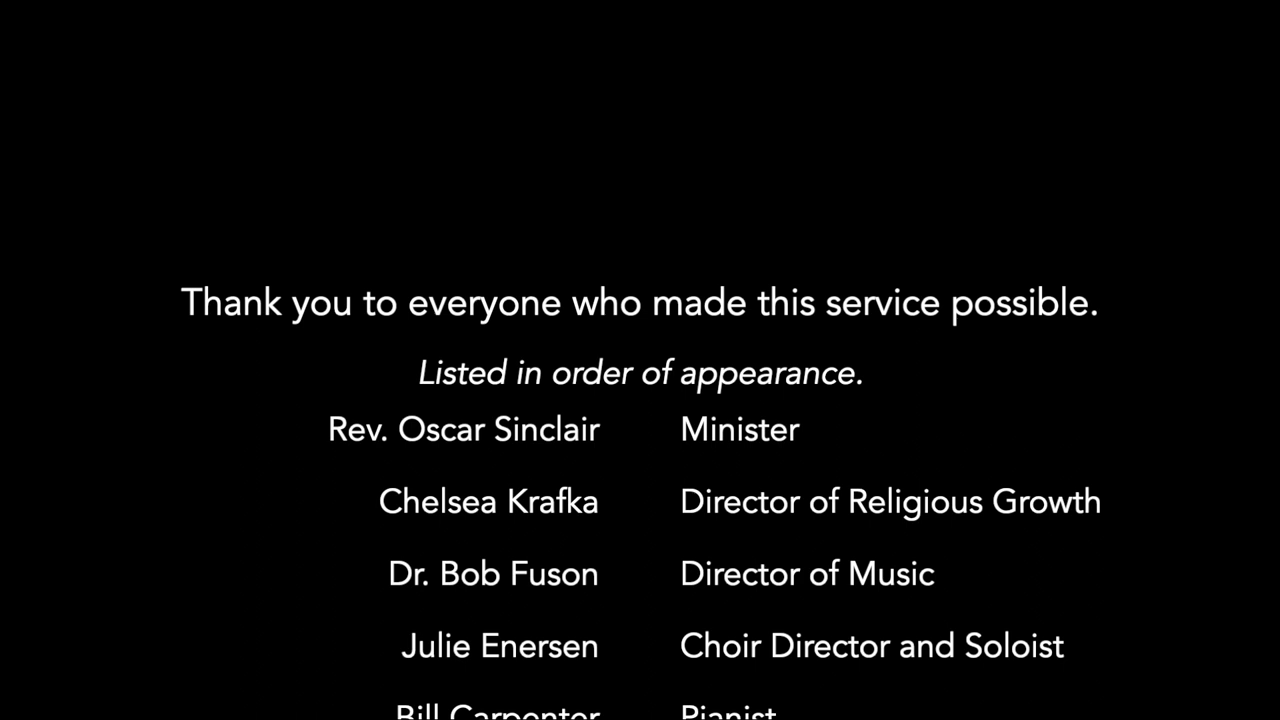 Thank you to everyone who made this service possible.
Listed in order of appearance.
Rev. Oscar Sinclair Minister
Chelsea Krafka Director of Religious Growth
Dr. Bob Fuson Director of Music
Julie Enersen Choir Director and Soloist
Bill Carpenter Pianist